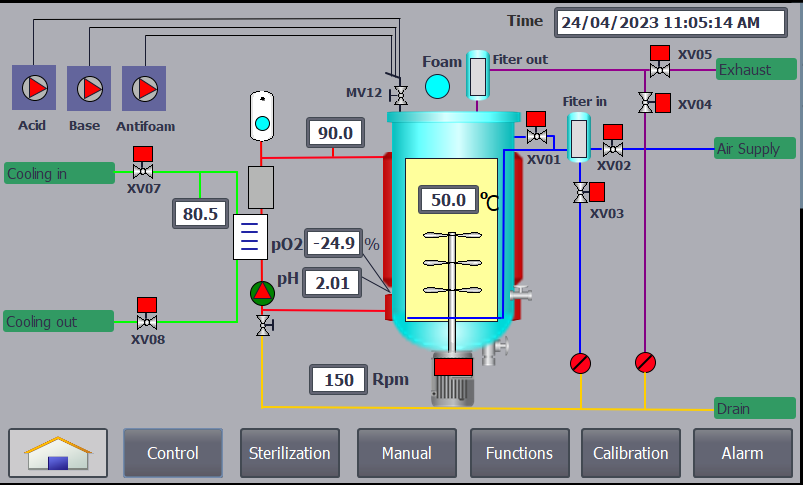 Time 24/04/2023 11:05:14 AM
Foam
Fiter out
XV05
Exhaust
MV12
XV04
Acid Base Antifoam
Fiter in
90.0
XV01
XV02
Air Supply
Cooling in
XV07
80.5
50.0 ºC
XV03
pO2 -24.9 %
pH 2.01
Cooling out
XV08
150 Rpm
Drain
Control Sterilization Manual Functions Calibration Alarm